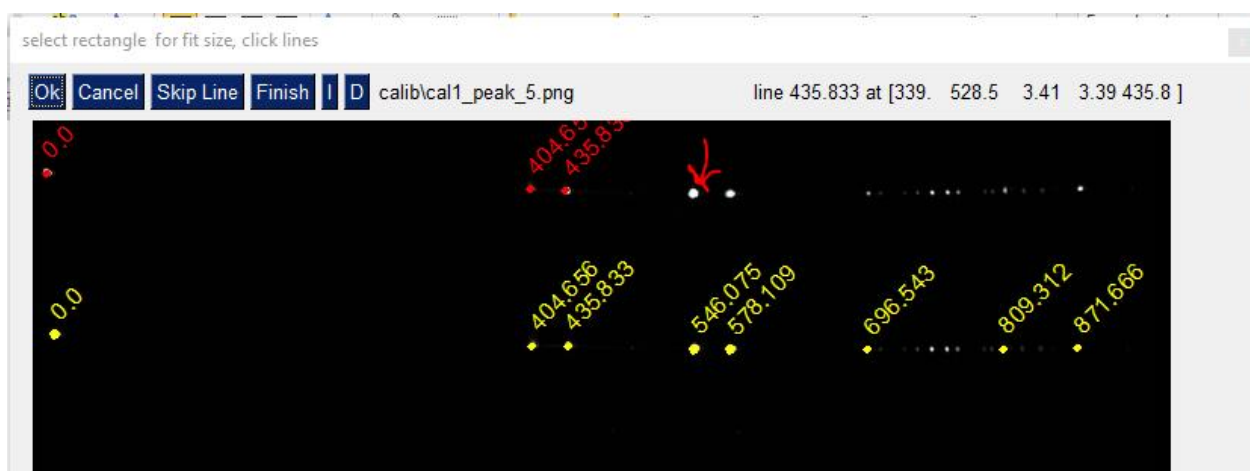 select rectangle for fit size, click lines
Ok Cancel Skip Line Finish I D calib\cal1_peak_5.png line 435.833 at [339. 528.5 3.41 3.39 435.8 ]
0.0 404.65 435.833
0.0 404.656 435.833 546.075 578.109 696.543 809.312 871.666